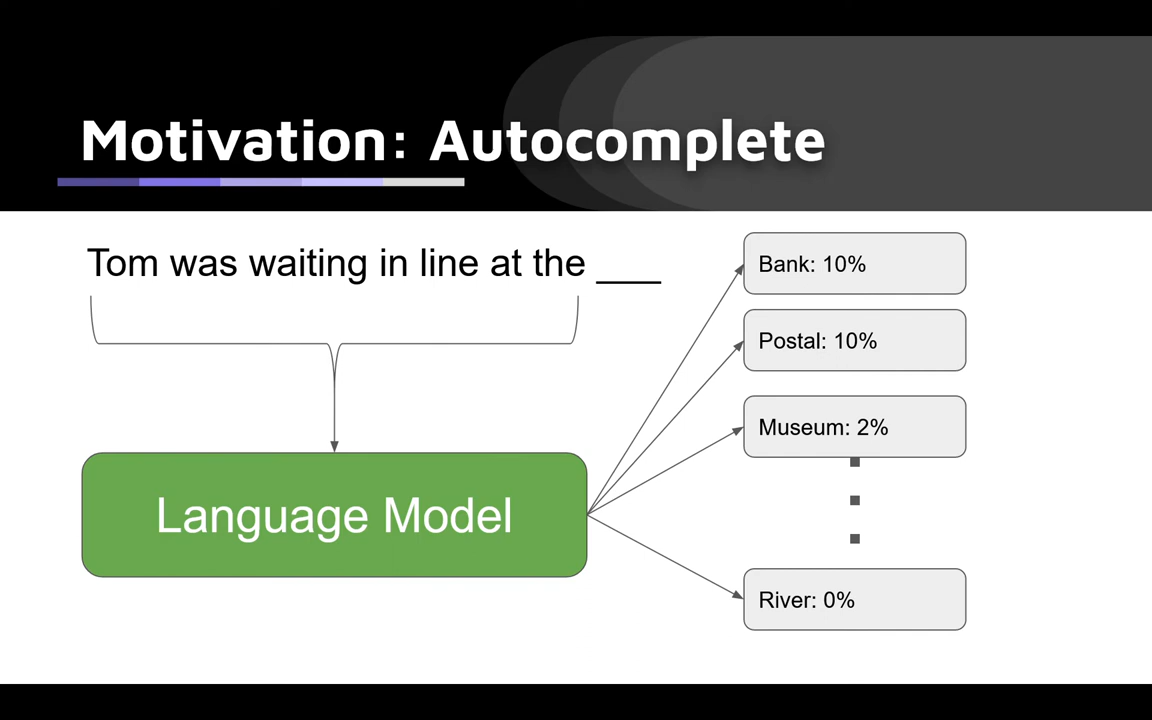 Motivation: Autocomplete
Tom was waiting in line at the ___
Bank: 10%
Postal: 10%
Museum: 2%
Language Model
River: 0%